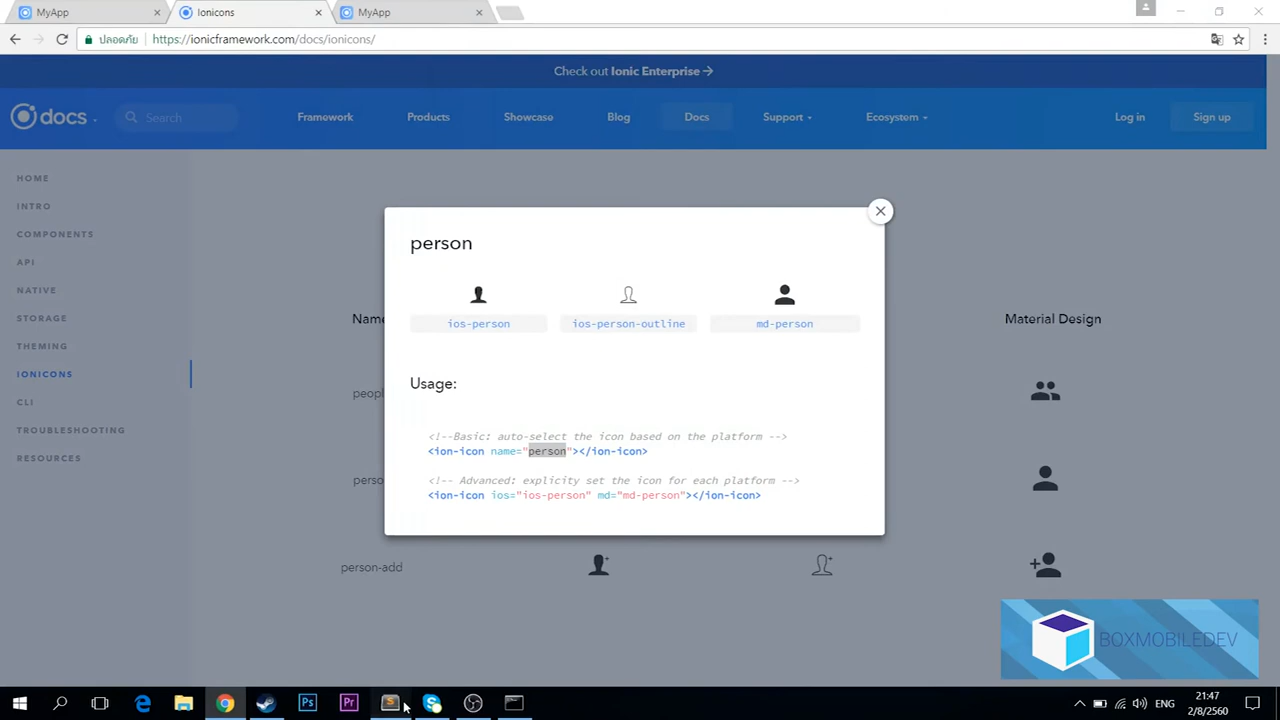 MyApp
Ionicons
MyApp
ปลอดภัย
https://ionicframework.com/docs/ionicons/
Check out Ionic Enterprise →
docs
Search
Framework
Products
Showcase
Blog
Docs
Support
Ecosystem
Log in
Sign up
HOME
INTRO
COMPONENTS
API
NATIVE
STORAGE
THEMING
IONICONS
CLI
TROUBLESHOOTING
RESOURCES
Name
Material Design
peopl
perso
person-add
person
ios-person
ios-person-outline
md-person
Usage:
<!--Basic: auto-select the icon based on the platform -->
<ion-icon name="person"></ion-icon>
<!-- Advanced: explicity set the icon for each platform -->
<ion-icon ios="ios-person" md="md-person"></ion-icon>
BOXMOBILEDEV
Ps
Pr
S
ENG
21:47
2/8/2560